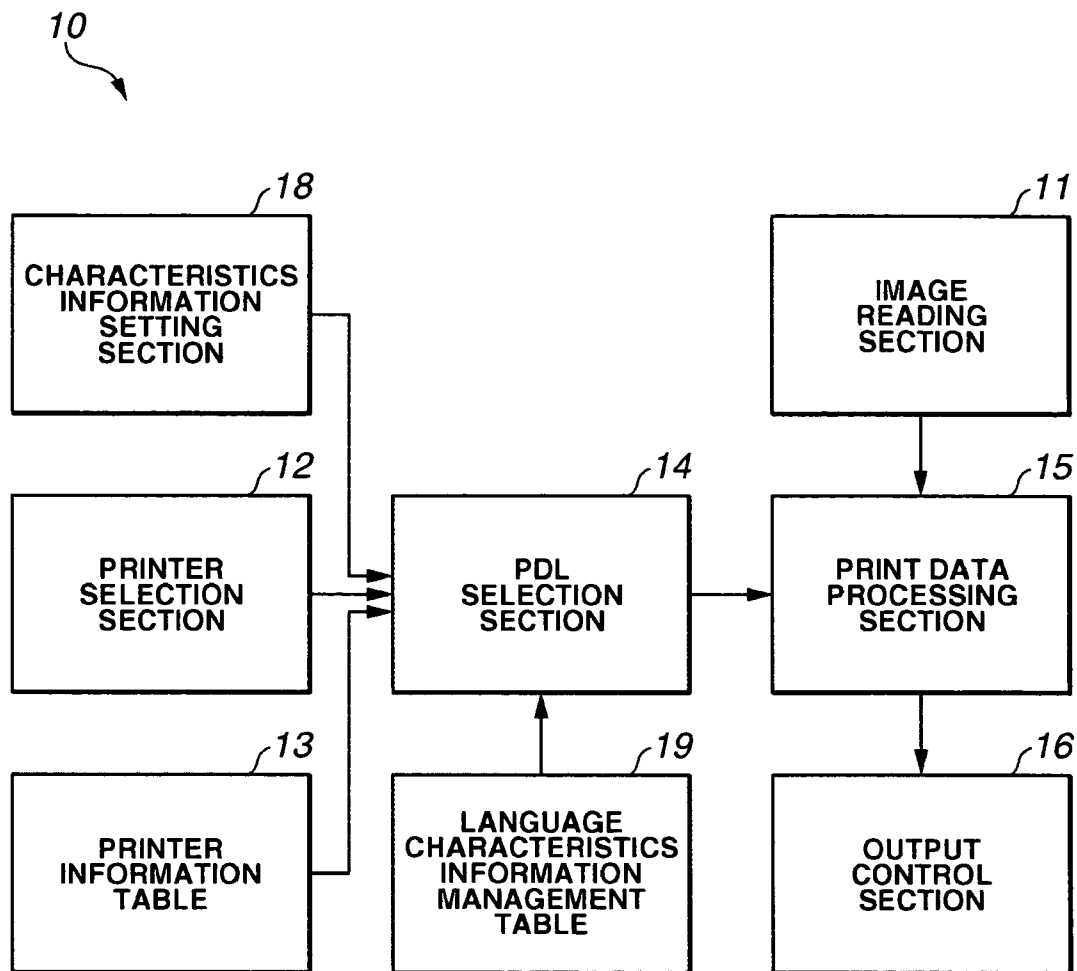 10
18
CHARACTERISTICS
INFORMATION
SETTING
SECTION
11
IMAGE
READING
SECTION
12
PRINTER
SELECTION
SECTION
14
PDL
SELECTION
SECTION
15
PRINT DATA
PROCESSING
SECTION
13
PRINTER
INFORMATION
TABLE
19
LANGUAGE
CHARACTERISTICS
INFORMATION
MANAGEMENT
TABLE
16
OUTPUT
CONTROL
SECTION